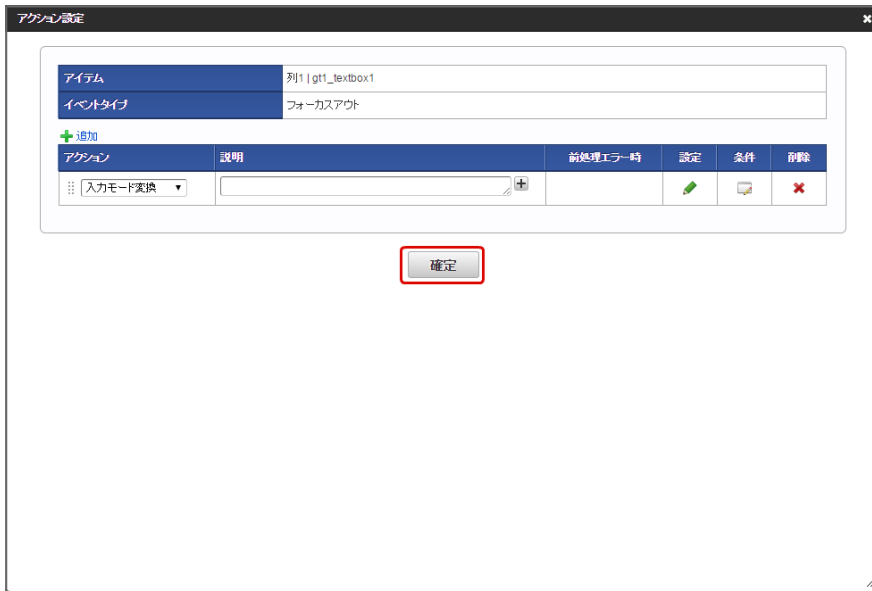 アクション設定
アイテム 列1 | gt1_textbox1
イベントタイプ フォーカスアウト
追加
アクション 説明 前処理エラー時 設定 条件 削除
入力モード変換
確定